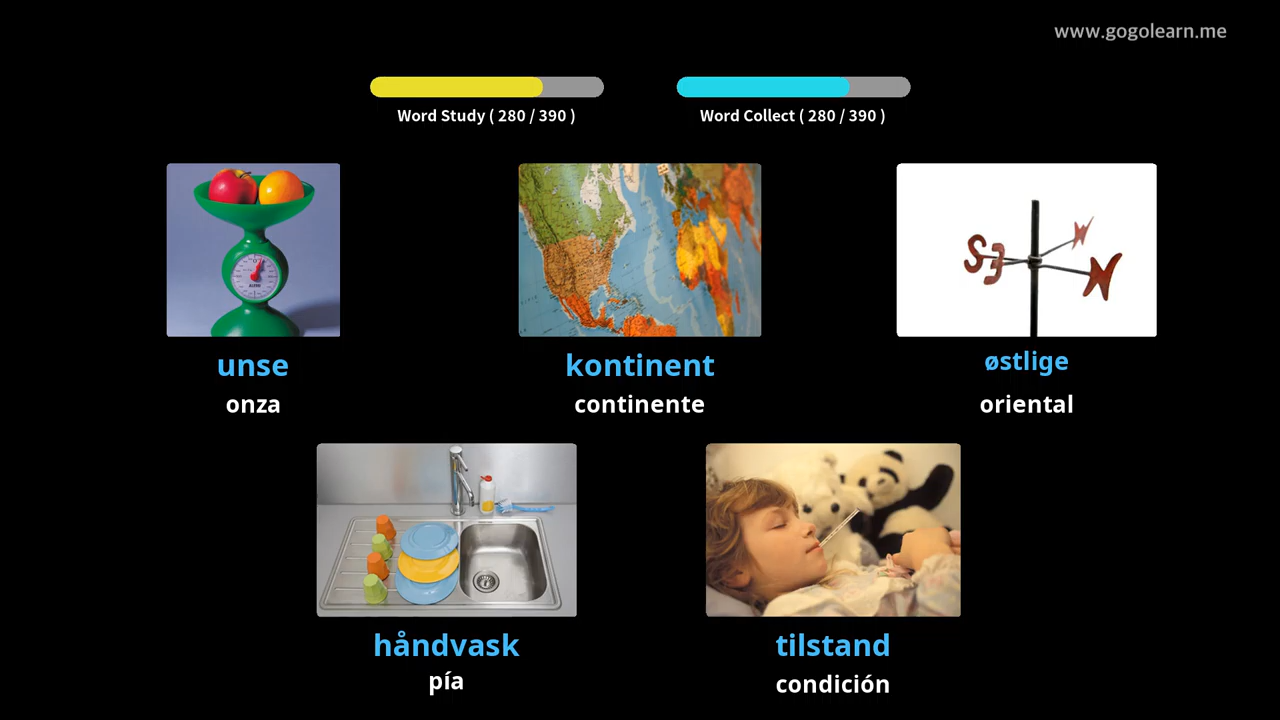 www.gogolearn.me
Word Study ( 280 / 390 )
Word Collect ( 280 / 390 )
unse
kontinent
østlige
onza
continente
oriental
håndvask
tilstand
pía
condición